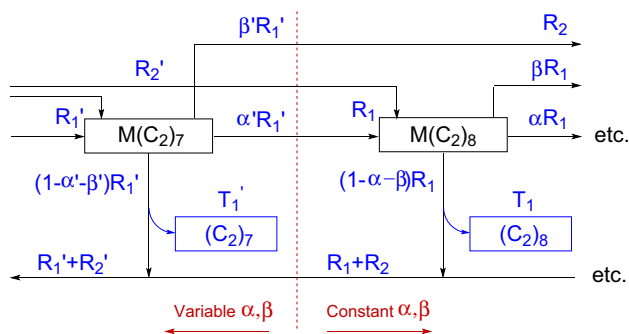 β'R₁' R₂
R₂' βR₁
R₁' M(C₂)₇ α'R₁' R₁ M(C₂)₈ αR₁ etc.
(1-α'-β')R₁' (1-α-β)R₁
T₁' T₁
(C₂)₇ (C₂)₈
R₁'+R₂' R₁+R₂ etc.
Variable α,β Constant α,β